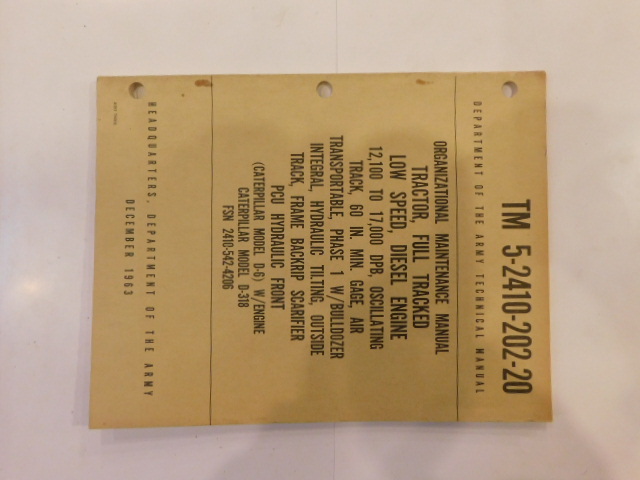 TM 5-2410-202-20
DEPARTMENT OF THE ARMY TECHNICAL MANUAL
ORGANIZATIONAL MAINTENANCE MANUAL
TRACTOR, FULL TRACKED
LOW SPEED, DIESEL ENGINE
12,100 TO 17,000 DPB, OSCILLATING
TRACK, 60 IN. MIN. GAGE, AIR
TRANSPORTABLE, PHASE 1 W/BULLDOZER
INTEGRAL, HYDRAULIC TILTING, OUTSIDE
TRACK, FRAME BACKRIP SCARIFIER
PCU HYDRAULIC FRONT
(CATERPILLAR MODEL D-6) W/ENGINE
CATERPILLAR MODEL D-318
FSN 2410-542-4206
HEADQUARTERS, DEPARTMENT OF THE ARMY
DECEMBER 1963